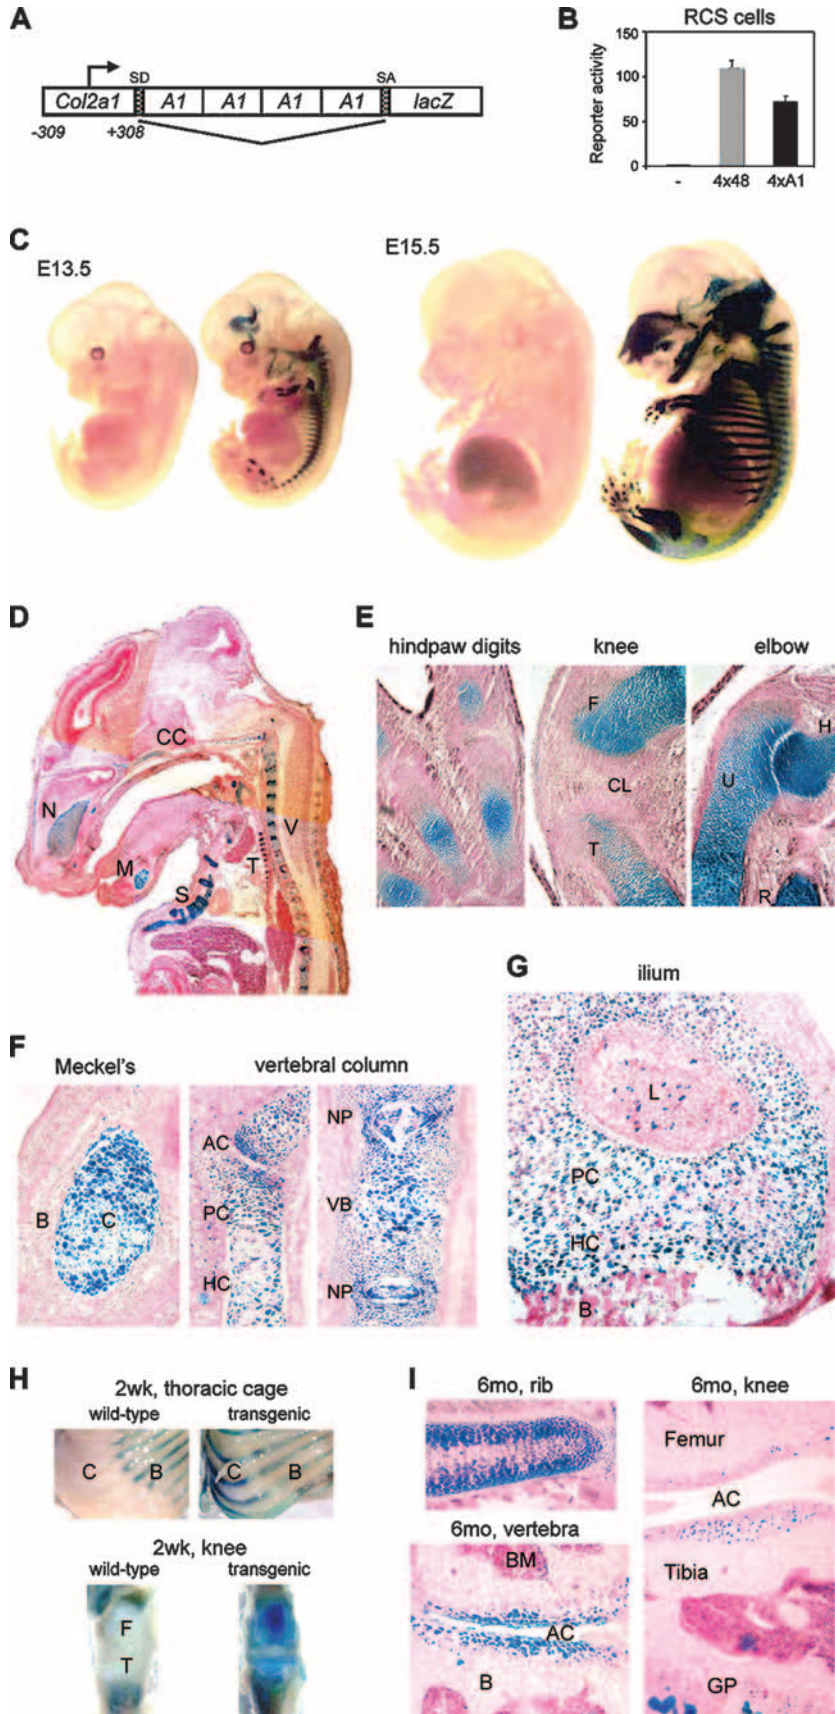 A
SD
SA
Col2a1 A1 A1 A1 A1 lacZ
-309 +308
B
RCS cells
Reporter activity
150
100
50
0
- 4x48 4xA1
C
E13.5
E15.5
D
CC
N
V
M
T
S
E
hindpaw digits knee elbow
F
H
CL
U
T
R
F
Meckel's vertebral column
AC
NP
B C
PC
VB
HC
NP
G
ilium
L
PC
HC
B
H
2wk, thoracic cage
wild-type transgenic
C B C B
2wk, knee
wild-type transgenic
F
T
I
6mo, rib
6mo, knee
Femur
AC
6mo, vertebra
BM
Tibia
AC
B
GP